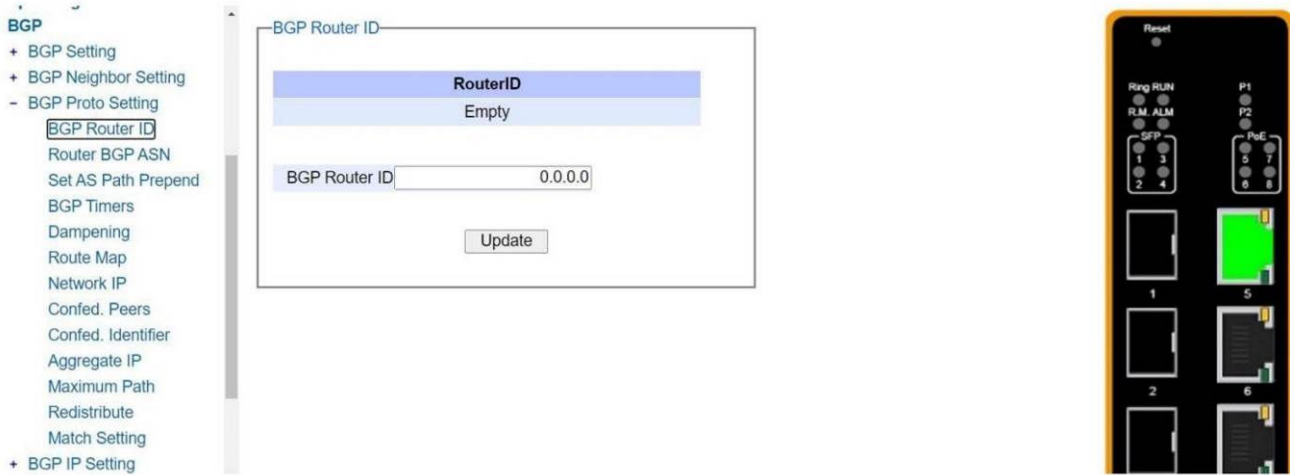 BGP
+ BGP Setting
+ BGP Neighbor Setting
- BGP Proto Setting
BGP Router ID
Router BGP ASN
Set AS Path Prepend
BGP Timers
Dampening
Route Map
Network IP
Confed. Peers
Confed. Identifier
Aggregate IP
Maximum Path
Redistribute
Match Setting
+ BGP IP Setting
BGP Router ID
RouterID
Empty
BGP Router ID 0.0.0.0
Update
Reset
Ring RUN P1
R.M. ALM P2
SFP PoE
1 3 5 7
2 4 6 8
1 5
2 6